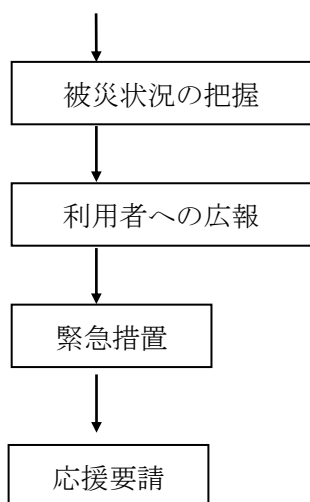 被災状況の把握
利用者への広報
緊急措置
応援要請